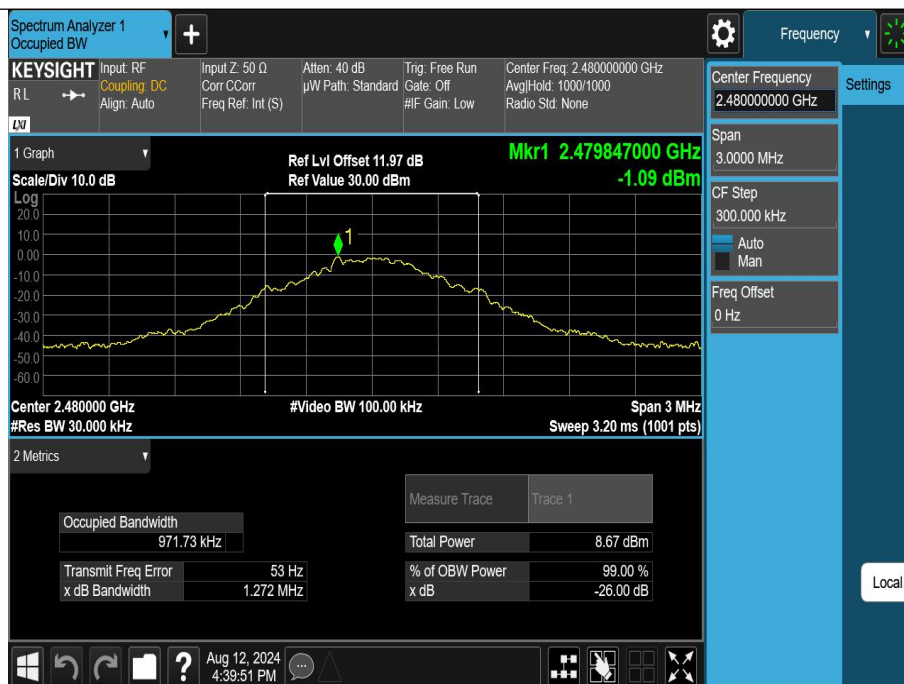 Spectrum Analyzer 1
Occupied BW
Frequency
KEYSIGHT
RL
LXI
Input: RF
Coupling: DC
Align: Auto
Input Z: 50 Ω
Corr CCorr
Freq Ref: Int (S)
Atten: 40 dB
µW Path: Standard
Trig: Free Run
Gate: Off
#IF Gain: Low
Center Freq: 2.480000000 GHz
Avg|Hold: 1000/1000
Radio Std: None
Center Frequency
2.480000000 GHz
Settings
Span
3.0000 MHz
CF Step
300.000 kHz
Auto
Man
Freq Offset
0 Hz
Local
1 Graph
Scale/Div 10.0 dB
Ref Lvl Offset 11.97 dB
Ref Value 30.00 dBm
Mkr1 2.479847000 GHz
-1.09 dBm
Log
20.0
10.0
0.00
-10.0
-20.0
-30.0
-40.0
-50.0
-60.0
1
Center 2.480000 GHz
#Res BW 30.000 kHz
#Video BW 100.00 kHz
Span 3 MHz
Sweep 3.20 ms (1001 pts)
2 Metrics
Measure Trace Trace 1
Occupied Bandwidth
971.73 kHz
Total Power 8.67 dBm
Transmit Freq Error 53 Hz
% of OBW Power 99.00 %
x dB Bandwidth 1.272 MHz
x dB -26.00 dB
?
Aug 12, 2024
4:39:51 PM